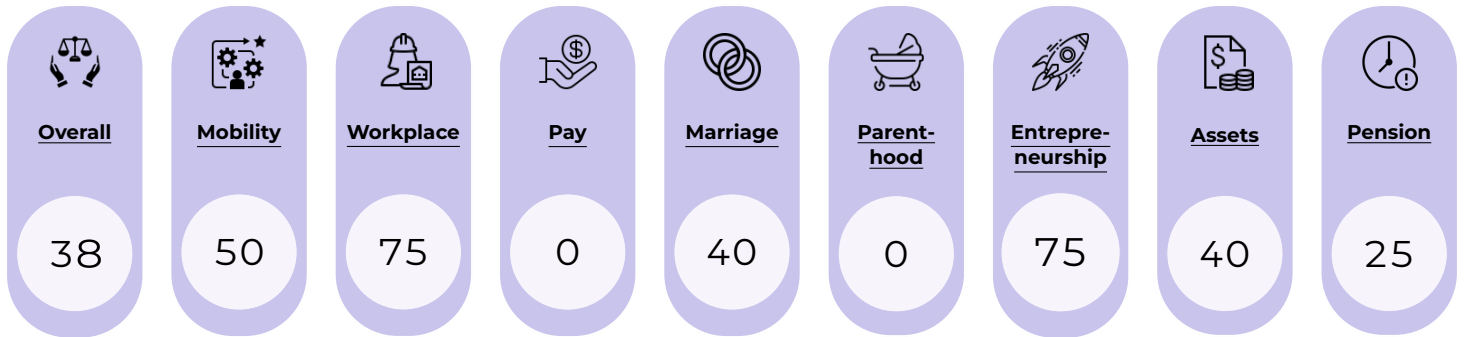 Overall
38
Mobility
50
Workplace
75
Pay
0
Marriage
40
Parent-
hood
0
Entrepre-
neurship
75
Assets
40
Pension
25